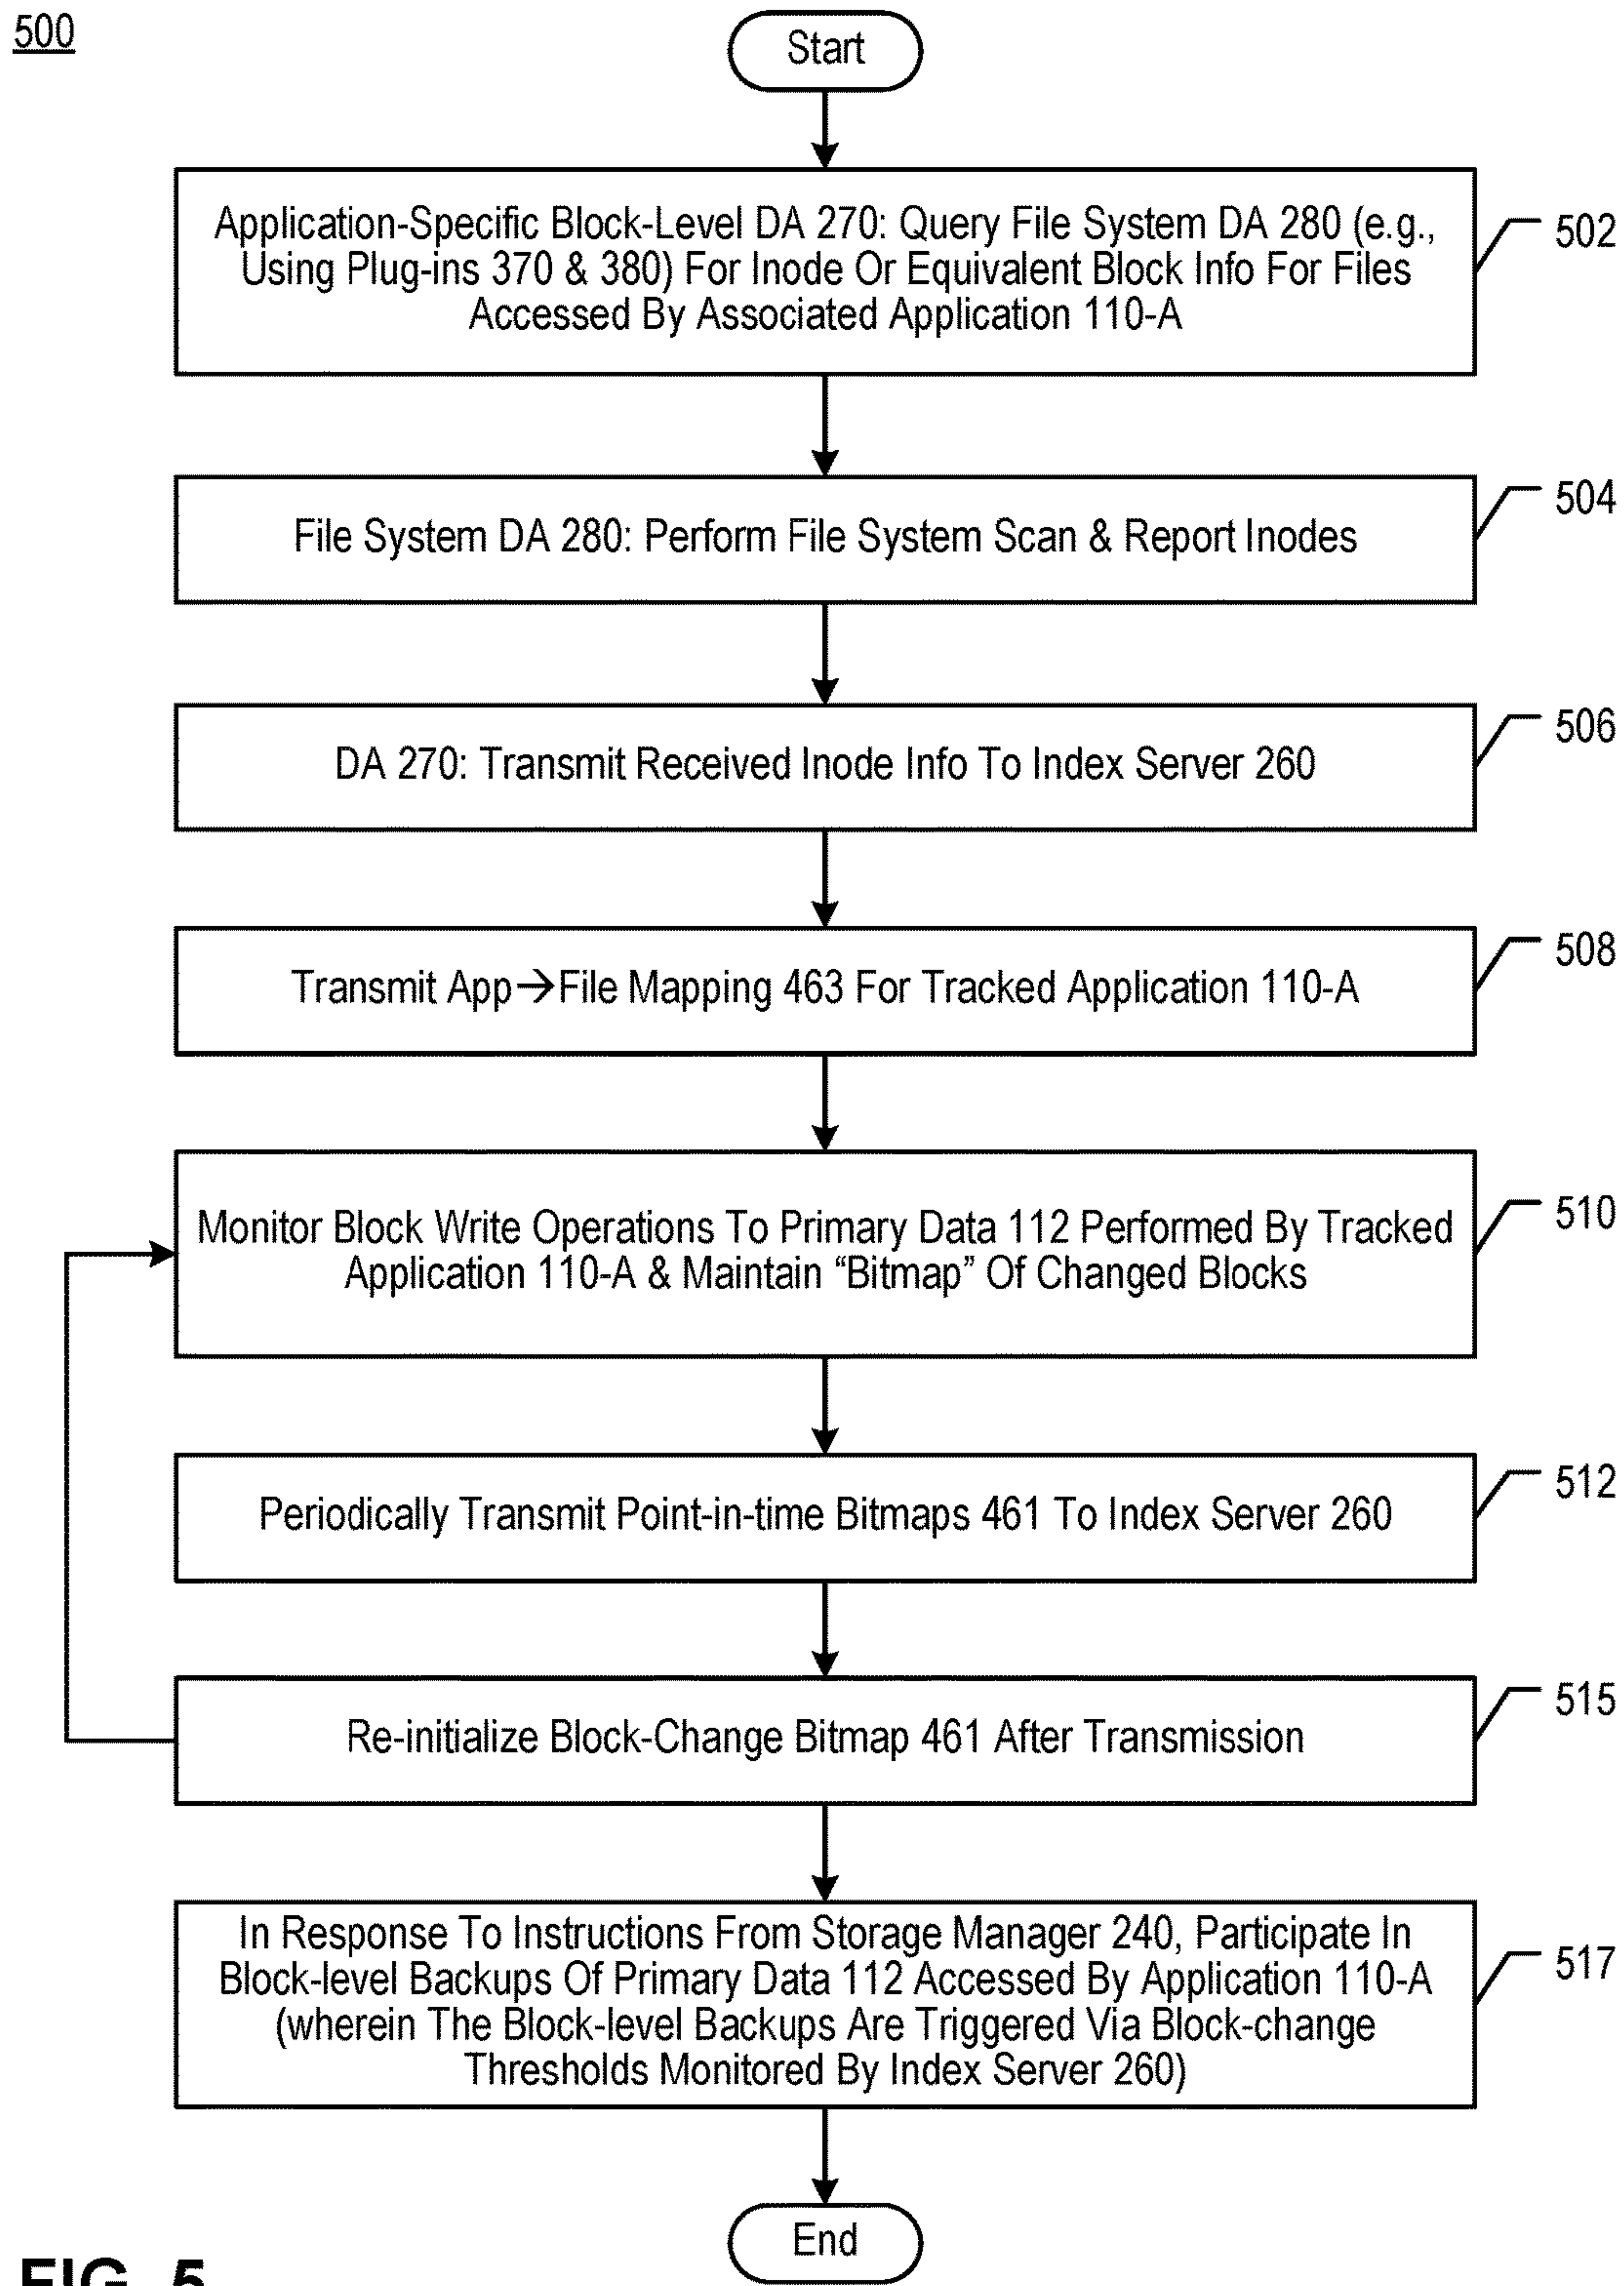 500
Start
Application-Specific Block-Level DA 270: Query File System DA 280 (e.g.,
Using Plug-ins 370 & 380) For Inode Or Equivalent Block Info For Files
Accessed By Associated Application 110-A
502
File System DA 280: Perform File System Scan & Report Inodes
504
DA 270: Transmit Received Inode Info To Index Server 260
506
Transmit App→File Mapping 463 For Tracked Application 110-A
508
Monitor Block Write Operations To Primary Data 112 Performed By Tracked
Application 110-A & Maintain “Bitmap” Of Changed Blocks
510
Periodically Transmit Point-in-time Bitmaps 461 To Index Server 260
512
Re-initialize Block-Change Bitmap 461 After Transmission
515
In Response To Instructions From Storage Manager 240, Participate In
Block-level Backups Of Primary Data 112 Accessed By Application 110-A
(wherein The Block-level Backups Are Triggered Via Block-change
Thresholds Monitored By Index Server 260)
517
End
FIG. 5